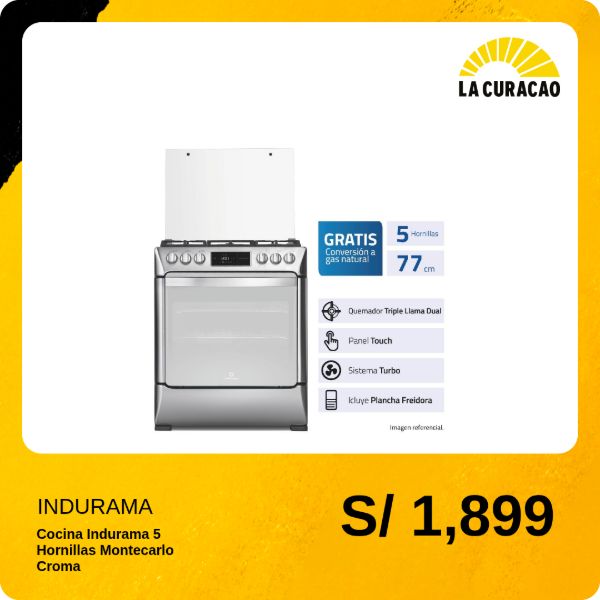 LA CURACAO
GRATIS
Conversión a
gas natural
5 Hornillas
77 cm
Quemador Triple Llama Dual
Panel Touch
Sistema Turbo
Icluye Plancha Freidora
Imagen referencial.
INDURAMA
Cocina Indurama 5
Hornillas Montecarlo
Croma
S/ 1,899